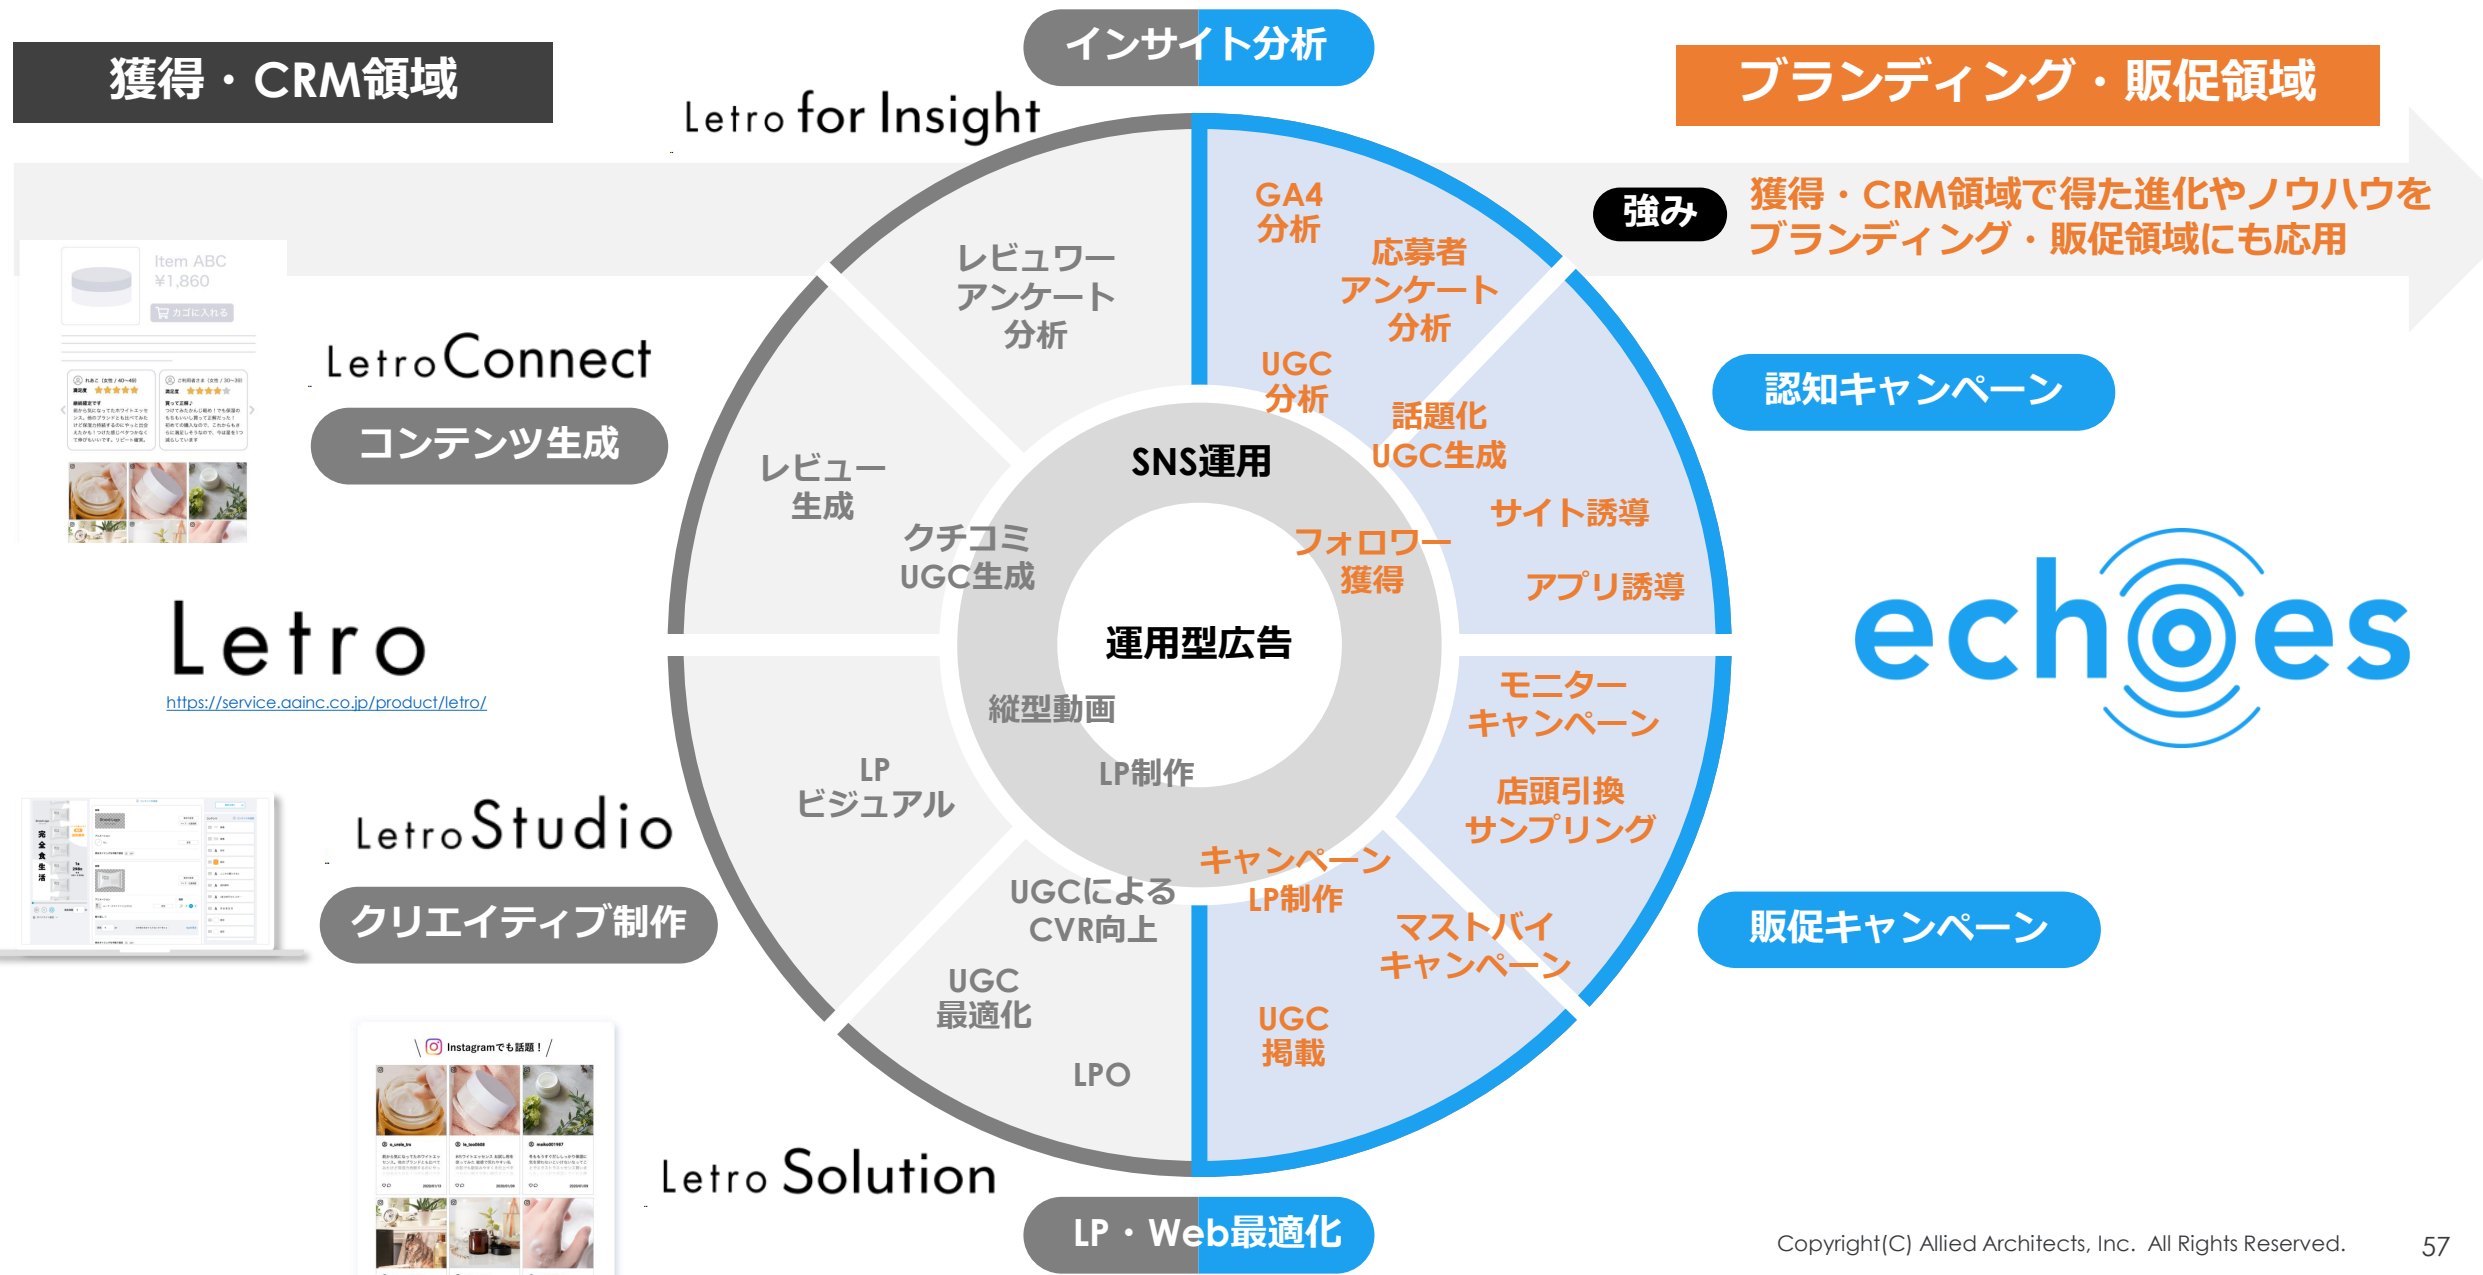 インサイト分析
獲得・CRM領域
ブランディング・販促領域
Letro for Insight
強み
獲得・CRM領域で得た進化やノウハウを
ブランディング・販促領域にも応用
GA4
分析
応募者
アンケート
分析
レビュワー
アンケート
分析
UGC
分析
Item ABC
¥1,860
カゴに入れる
Letro Connect
コンテンツ生成
認知キャンペーン
話題化
UGC生成
SNS運用
レビュー
生成
サイト誘導
クチコミ
UGC生成
フォロワー
獲得
アプリ誘導
Letro
https://service.aainc.co.jp/product/letro/
echoes
運用型広告
縦型動画
LP制作
モニター
キャンペーン
LP
ビジュアル
店頭引換
サンプリング
Letro Studio
クリエイティブ制作
完全食生活
UGCによる
CVR向上
キャンペーン
LP制作
マストバイ
キャンペーン
販促キャンペーン
UGC
最適化
UGC
掲載
LPO
Instagramでも話題！
Letro Solution
LP・Web最適化
Copyright(C) Allied Architects, Inc. All Rights Reserved.
57